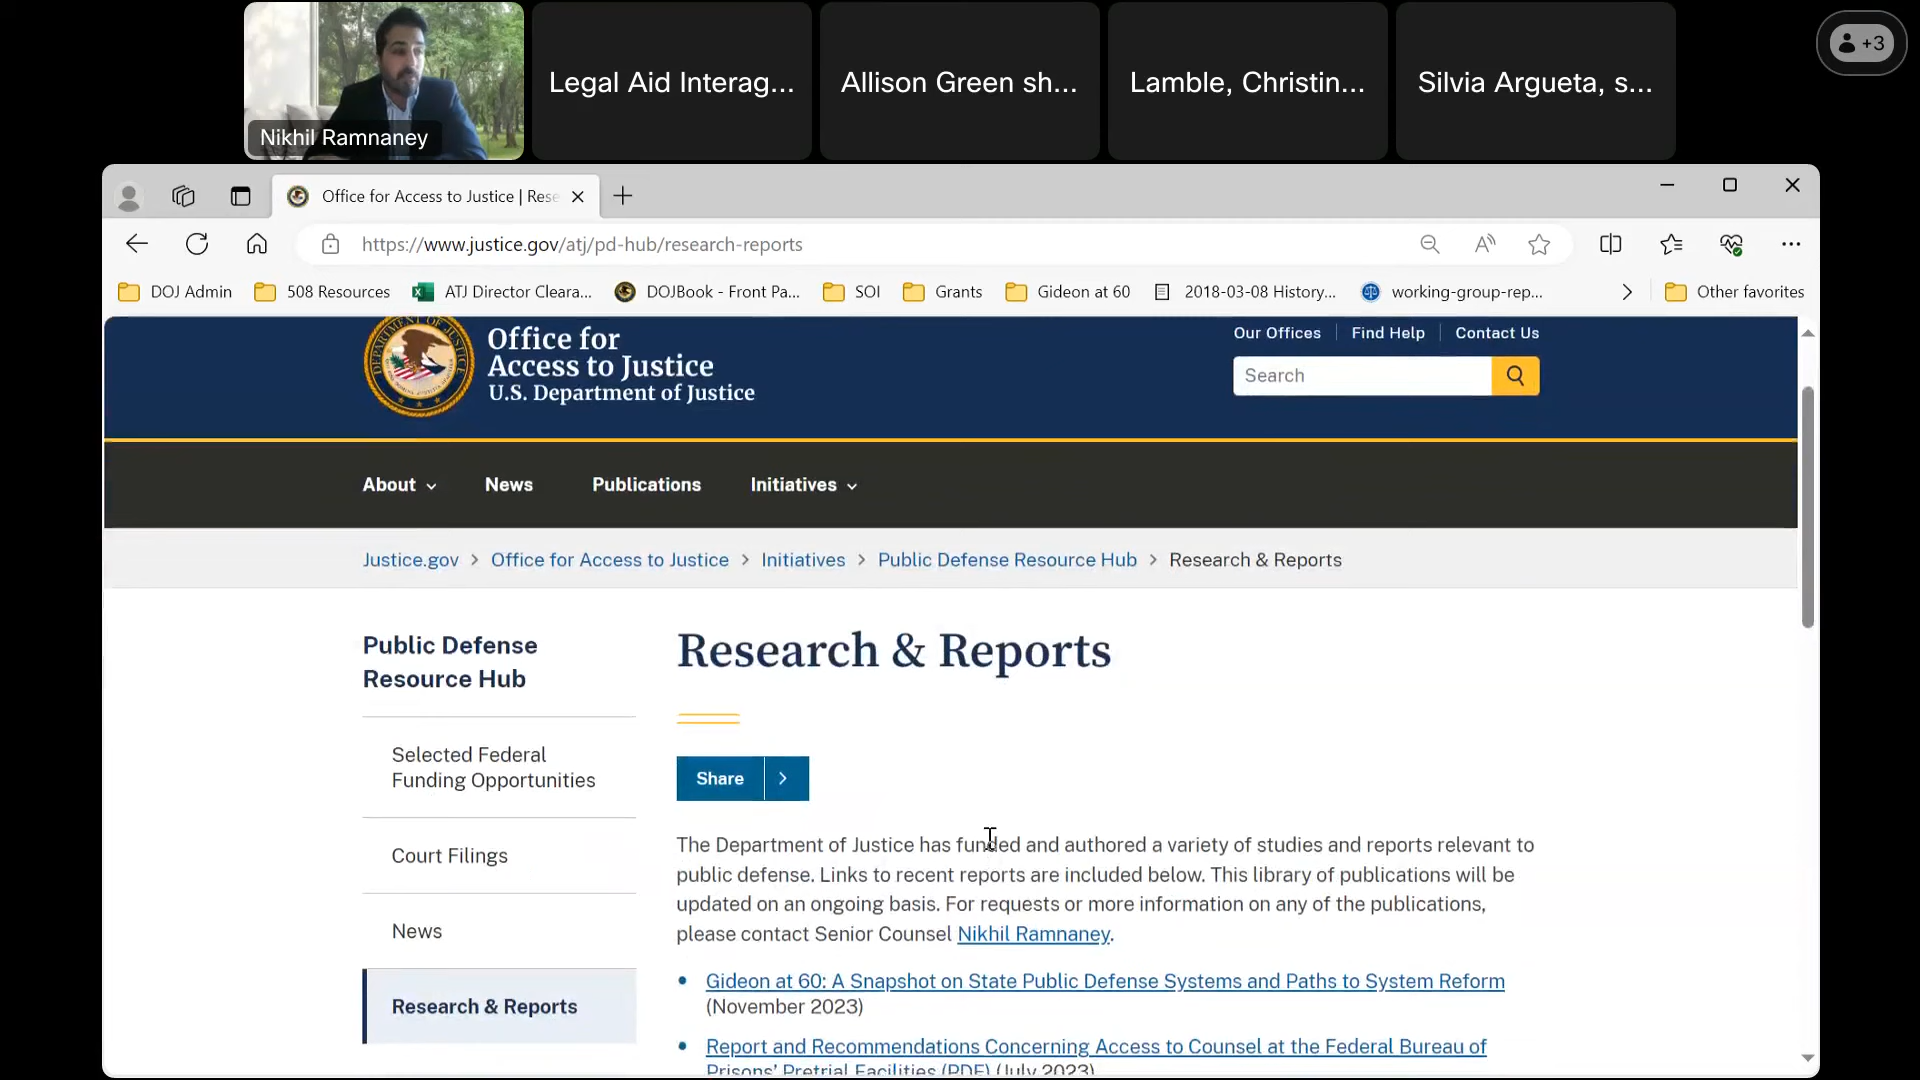 Nikhil Ramnaney
Legal Aid Interag...
Allison Green sh...
Lamble, Christin...
Silvia Argueta, s...
+3
Office for Access to Justice | Rese
https://www.justice.gov/atj/pd-hub/research-reports
DOJ Admin
508 Resources
ATJ Director Cleara...
DOJBook - Front Pa...
SOI
Grants
Gideon at 60
2018-03-08 History...
working-group-rep...
Other favorites
Office for
Access to Justice
U.S. Department of Justice
Our Offices
Find Help
Contact Us
Search
About
News
Publications
Initiatives
Justice.gov > Office for Access to Justice > Initiatives > Public Defense Resource Hub > Research & Reports
Public Defense
Resource Hub
Selected Federal
Funding Opportunities
Court Filings
News
Research & Reports
Research & Reports
Share
The Department of Justice has funded and authored a variety of studies and reports relevant to
public defense. Links to recent reports are included below. This library of publications will be
updated on an ongoing basis. For requests or more information on any of the publications,
please contact Senior Counsel Nikhil Ramnaney.
• Gideon at 60: A Snapshot on State Public Defense Systems and Paths to System Reform
(November 2023)
• Report and Recommendations Concerning Access to Counsel at the Federal Bureau of
Prisons' Pretrial Facilities (PDF) (July 2023)